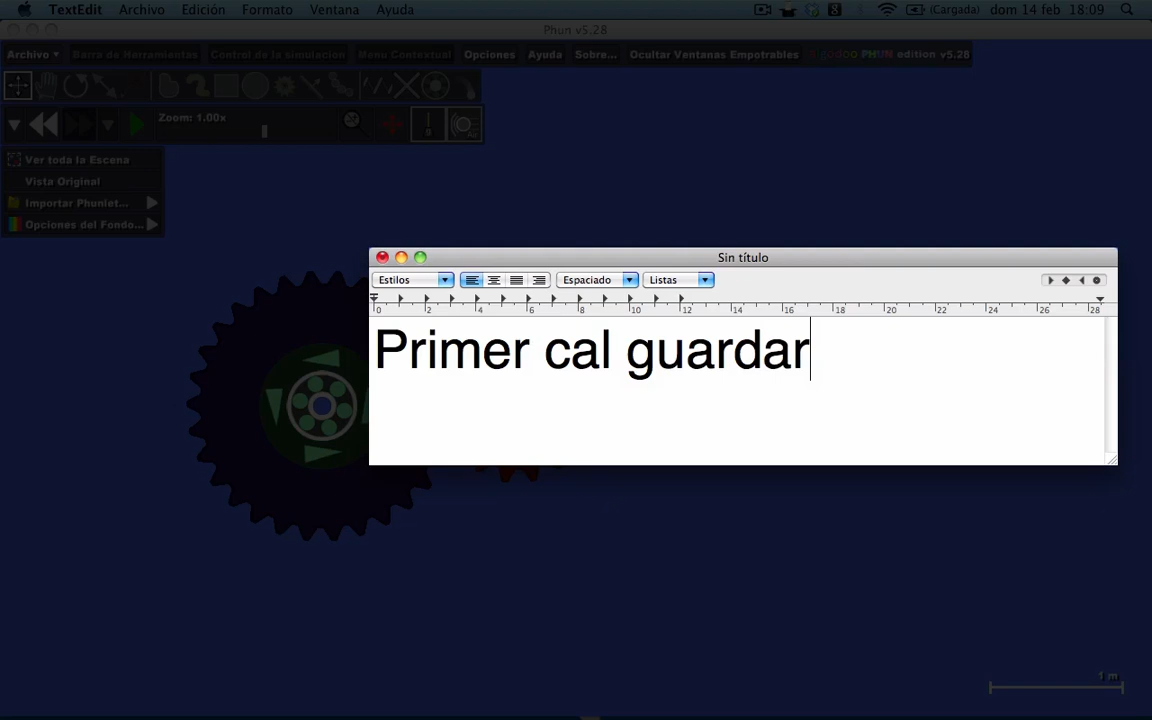 TextEdit Archivo Edición Formato Ventana Ayuda (Cargada) dom 14 feb 18:09
Phun v5.28
Archivo Barra de Herramientas Control de la simulación Menu Contextual Opciones Ayuda Sobre... Ocultar Ventanas Empotrables Algodoo PHUN edition v5.28
Zoom: 1.00x
Ver toda la Escena
Vista Original
Importar Phunlet...
Opciones del Fondo...
Sin título
Estilos Espaciado Listas
0 2 4 6 8 10 12 14 16 18 20 22 24 26 28
Primer cal guardar
1 m